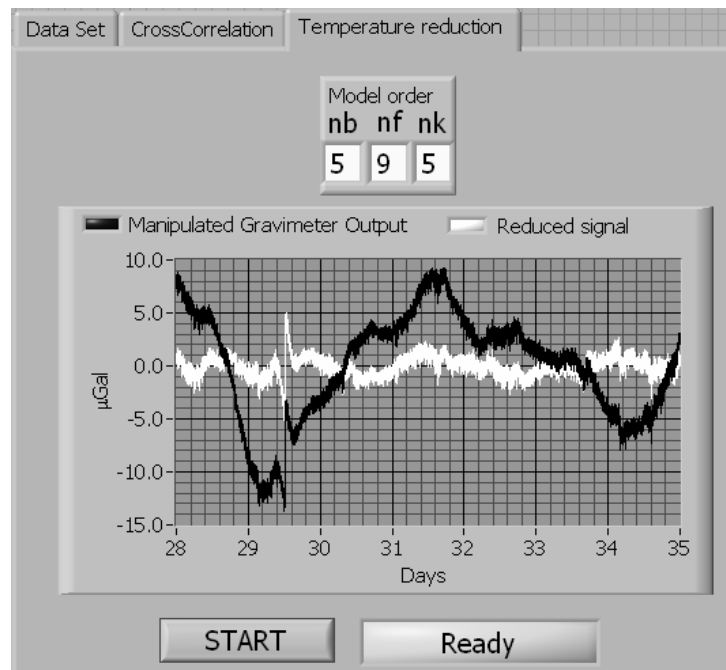 Data Set CrossCorrelation Temperature reduction
Model order
nb nf nk
5 9 5
Manipulated Gravimeter Output Reduced signal
10.0
5.0
0.0
-5.0
-10.0
-15.0
µGal
28 29 30 31 32 33 34 35
Days
START Ready